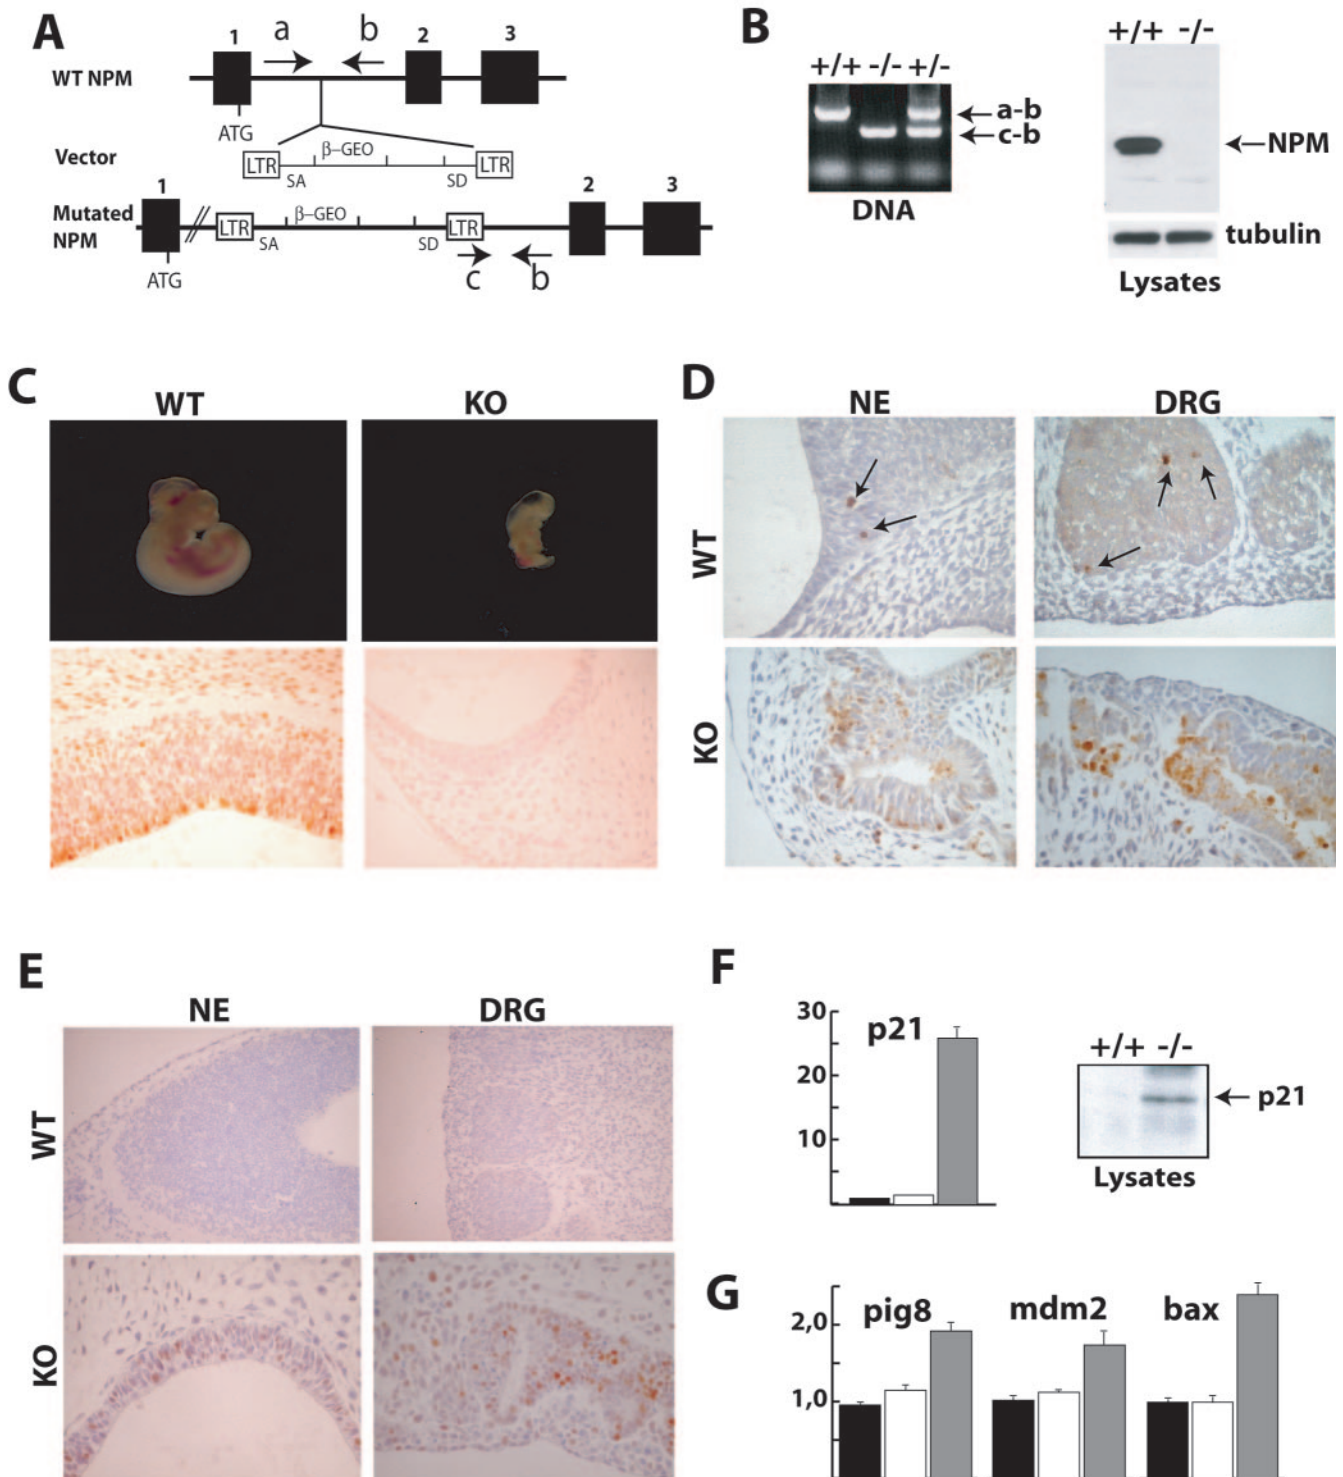 A
a b
1 2 3
WT NPM
ATG
Vector
LTR β–GEO LTR
SA SD
1 2 3
Mutated NPM
LTR β–GEO LTR
SA SD
ATG
c b
B
+/+ -/- +/-
a-b
c-b
DNA
+/+ -/-
NPM
tubulin
Lysates
C
WT KO
D
NE DRG
WT
KO
E
NE DRG
WT
KO
F
30
20
10
p21
+/+ -/-
p21
Lysates
G
2,0
1,0
pig8 mdm2 bax